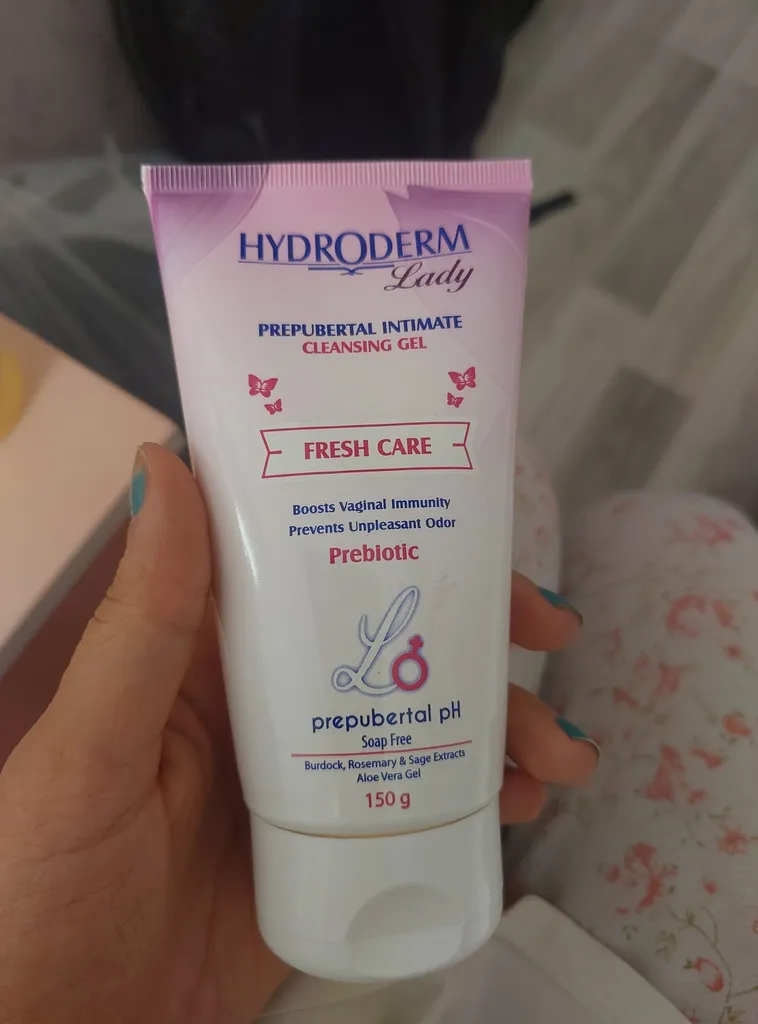 HYDRODERM
Lady
PREPUBERTAL INTIMATE
CLEANSING GEL
FRESH CARE
Boosts Vaginal Immunity
Prevents Unpleasant Odor
Prebiotic
prepubertal pH
Soap Free
Burdock, Rosemary & Sage Extracts
Aloe Vera Gel
150 g